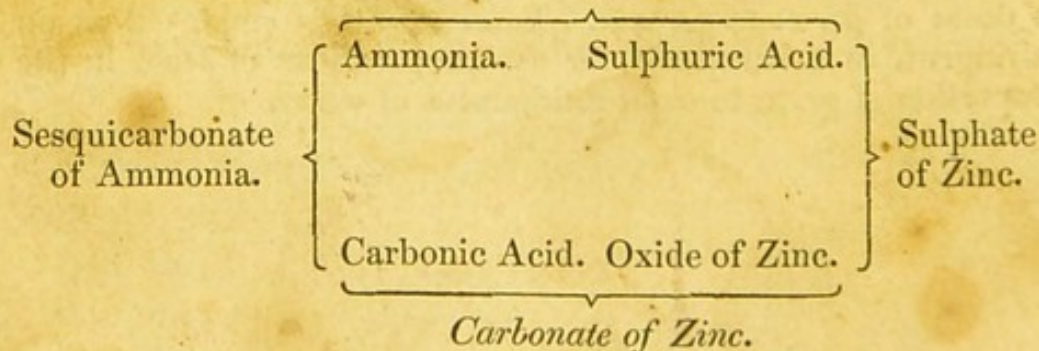 Ammonia. Sulphuric Acid.
Sesquicarbonate
of Ammonia.
Sulphate
of Zinc.
Carbonic Acid. Oxide of Zinc.
Carbonate of Zinc.